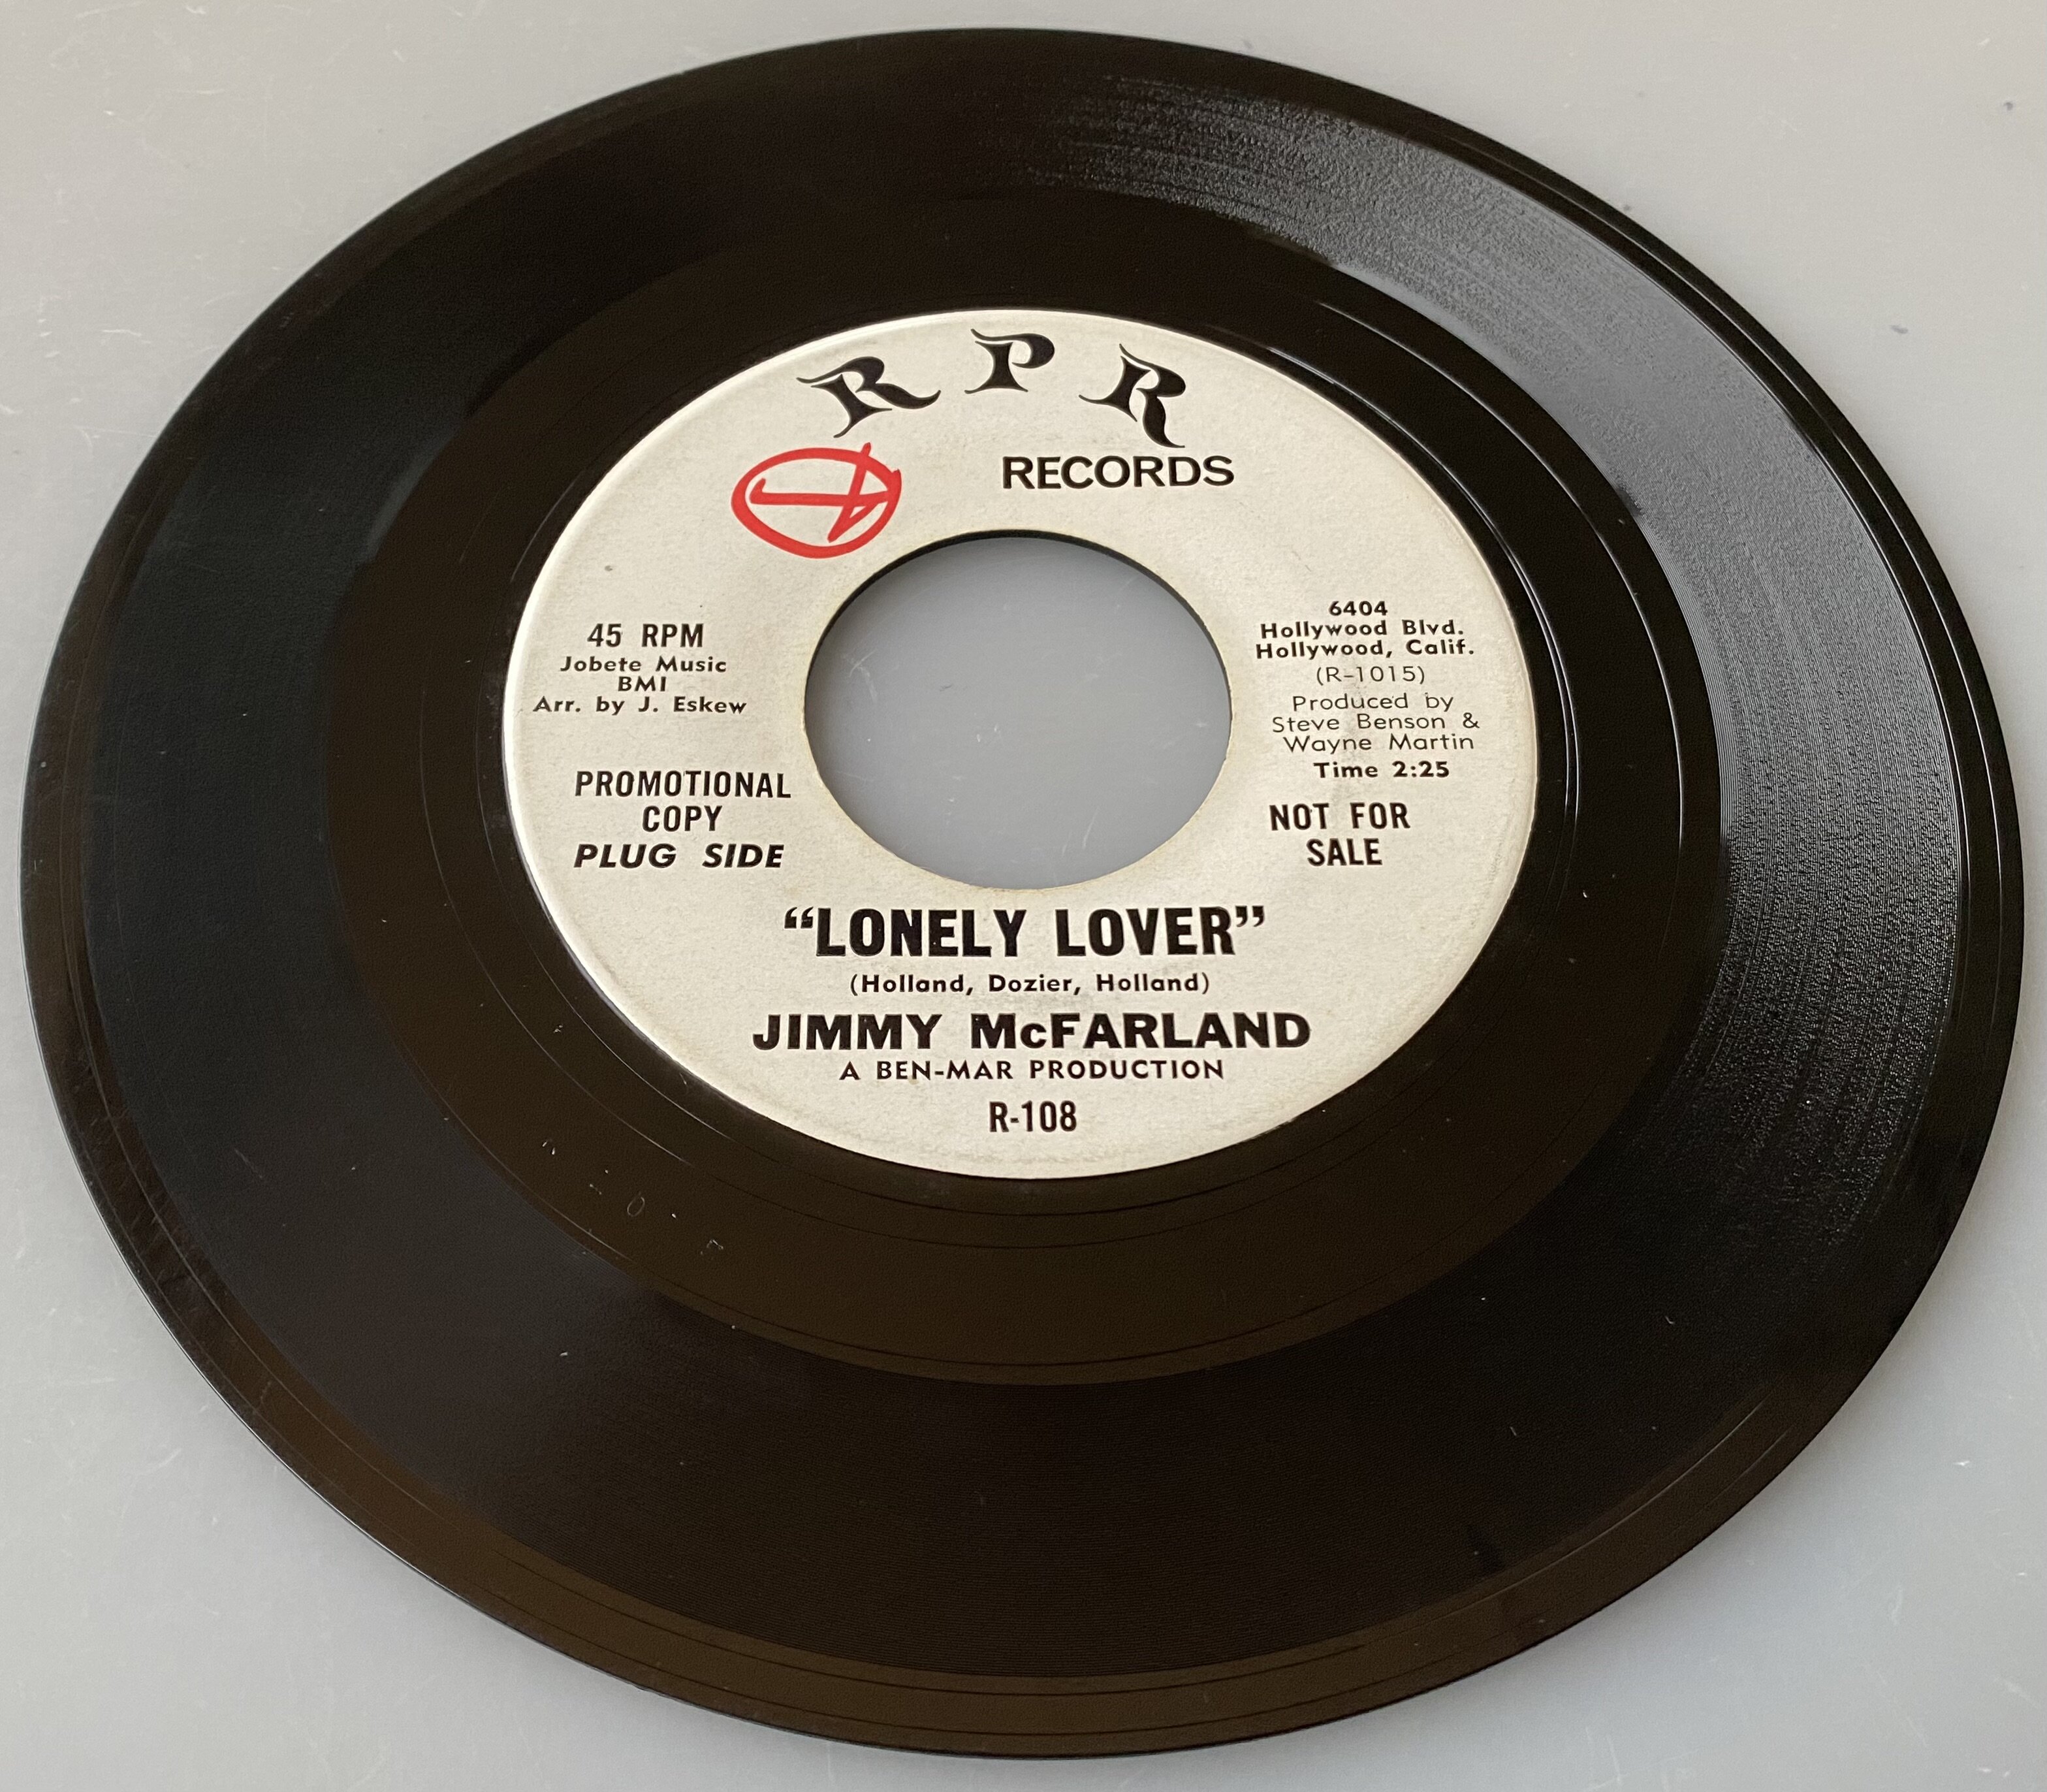 RPR
RECORDS
45 RPM
Jobete Music
BMI
Arr. by J. Eskew
PROMOTIONAL
COPY
PLUG SIDE
6404
Hollywood Blvd.
Hollywood, Calif.
(R-1015)
Produced by
Steve Benson &
Wayne Martin
Time 2:25
NOT FOR
SALE
“LONELY LOVER”
(Holland, Dozier, Holland)
JIMMY McFARLAND
A BEN-MAR PRODUCTION
R-108